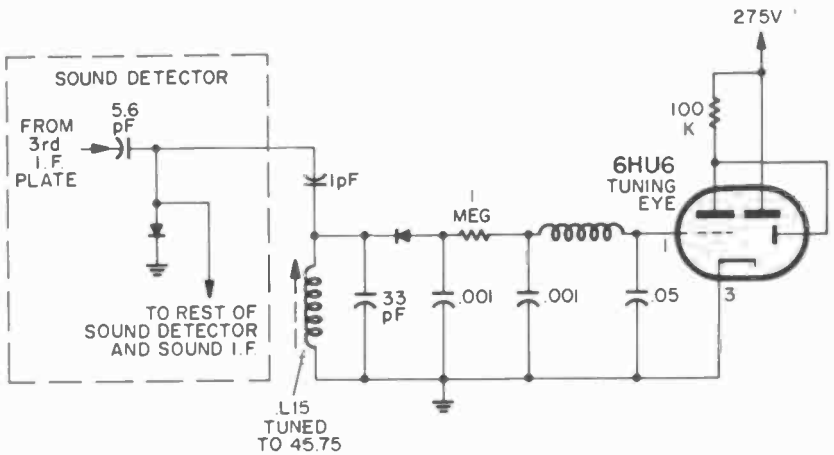 275V
SOUND DETECTOR
5.6
pF
FROM
3rd
I.F.
PLATE
1pF
100
K
6HU6
TUNING
EYE
1
MEG
1
3
33
pF
.001
.001
.05
TO REST OF
SOUND DETECTOR
AND SOUND I.F.
L15
TUNED
TO 45.75